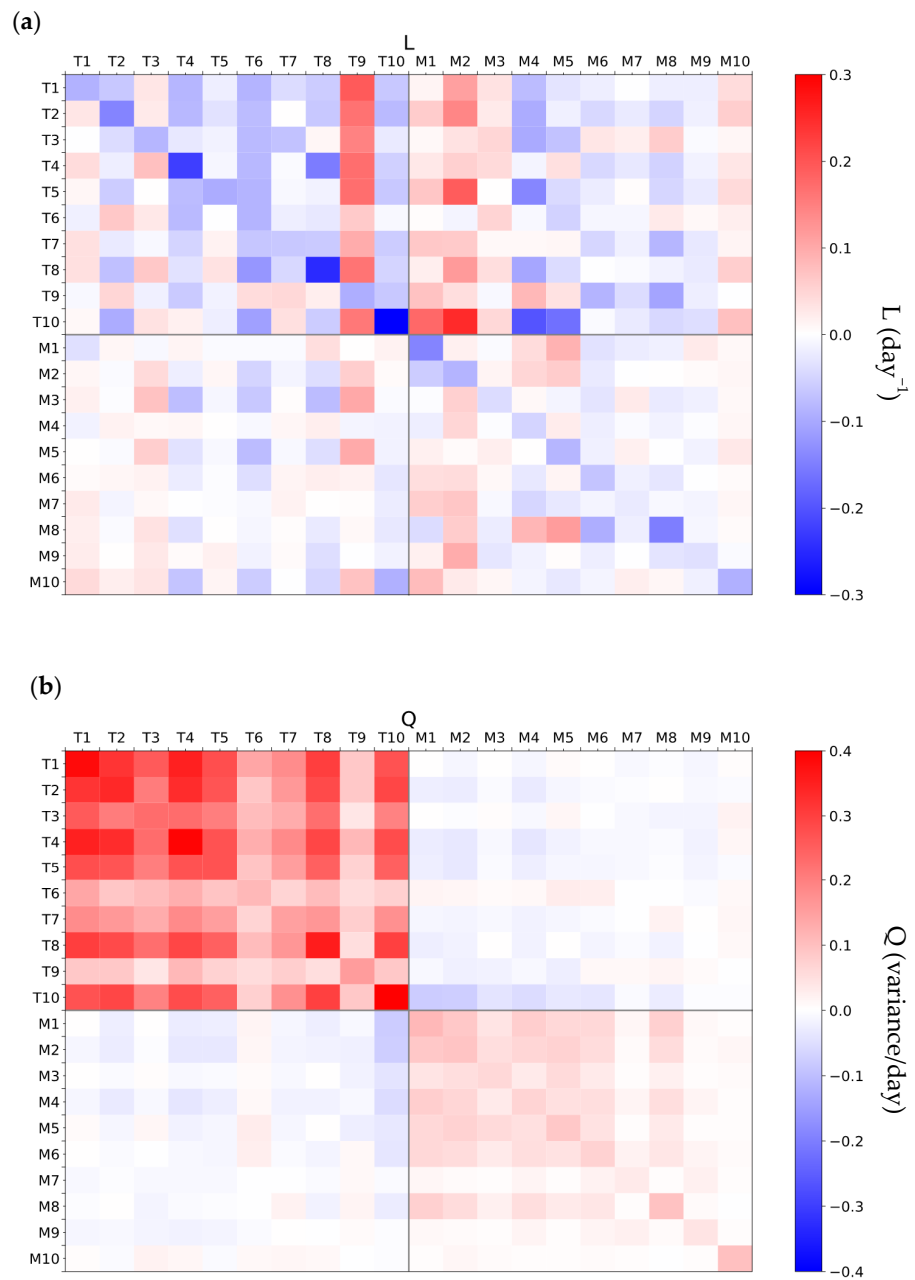 (a)
L
T1 T2 T3 T4 T5 T6 T7 T8 T9 T10 M1 M2 M3 M4 M5 M6 M7 M8 M9 M10
T1
T2
T3
T4
T5
T6
T7
T8
T9
T10
M1
M2
M3
M4
M5
M6
M7
M8
M9
M10
0.3
0.2
0.1
0.0
−0.1
−0.2
−0.3
L (day⁻¹)
(b)
Q
T1 T2 T3 T4 T5 T6 T7 T8 T9 T10 M1 M2 M3 M4 M5 M6 M7 M8 M9 M10
T1
T2
T3
T4
T5
T6
T7
T8
T9
T10
M1
M2
M3
M4
M5
M6
M7
M8
M9
M10
0.4
0.3
0.2
0.1
0.0
−0.1
−0.2
−0.3
−0.4
Q (variance/day)